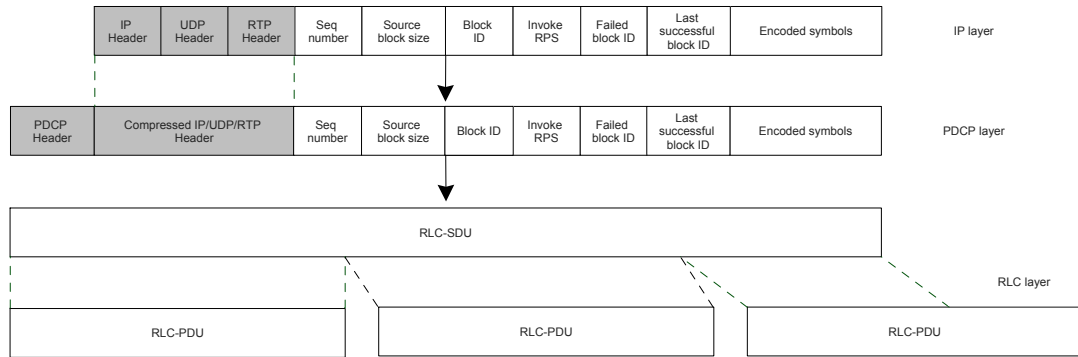 IP Header
UDP Header
RTP Header
Seq number
Source block size
Block ID
Invoke RPS
Failed block ID
Last successful block ID
Encoded symbols
IP layer
PDCP Header
Compressed IP/UDP/RTP Header
Seq number
Source block size
Block ID
Invoke RPS
Failed block ID
Last successful block ID
Encoded symbols
PDCP layer
RLC-SDU
RLC layer
RLC-PDU
RLC-PDU
RLC-PDU